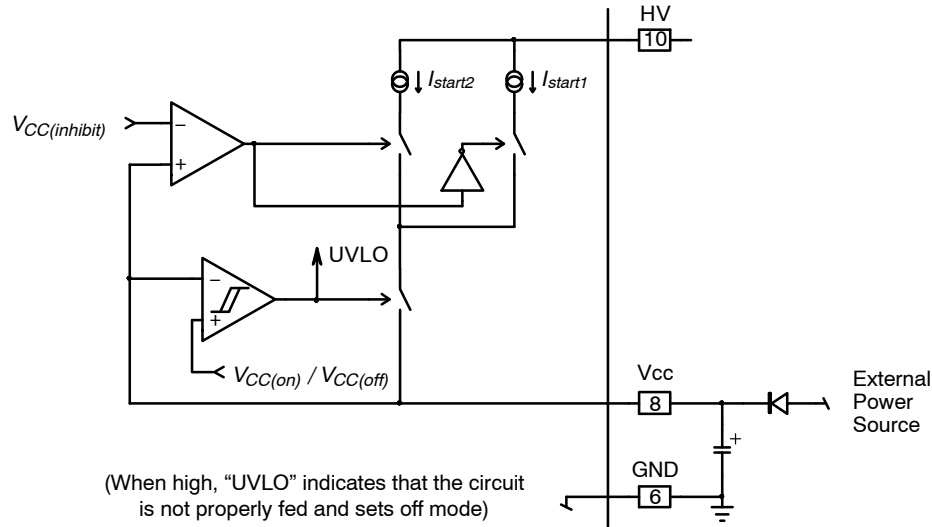 HV
10
Istart2
Istart1
VCC(inhibit)
−
+
UVLO
−
+
VCC(on) / VCC(off)
Vcc
8
External
Power
Source
+
GND
6
(When high, “UVLO” indicates that the circuit
is not properly fed and sets off mode)